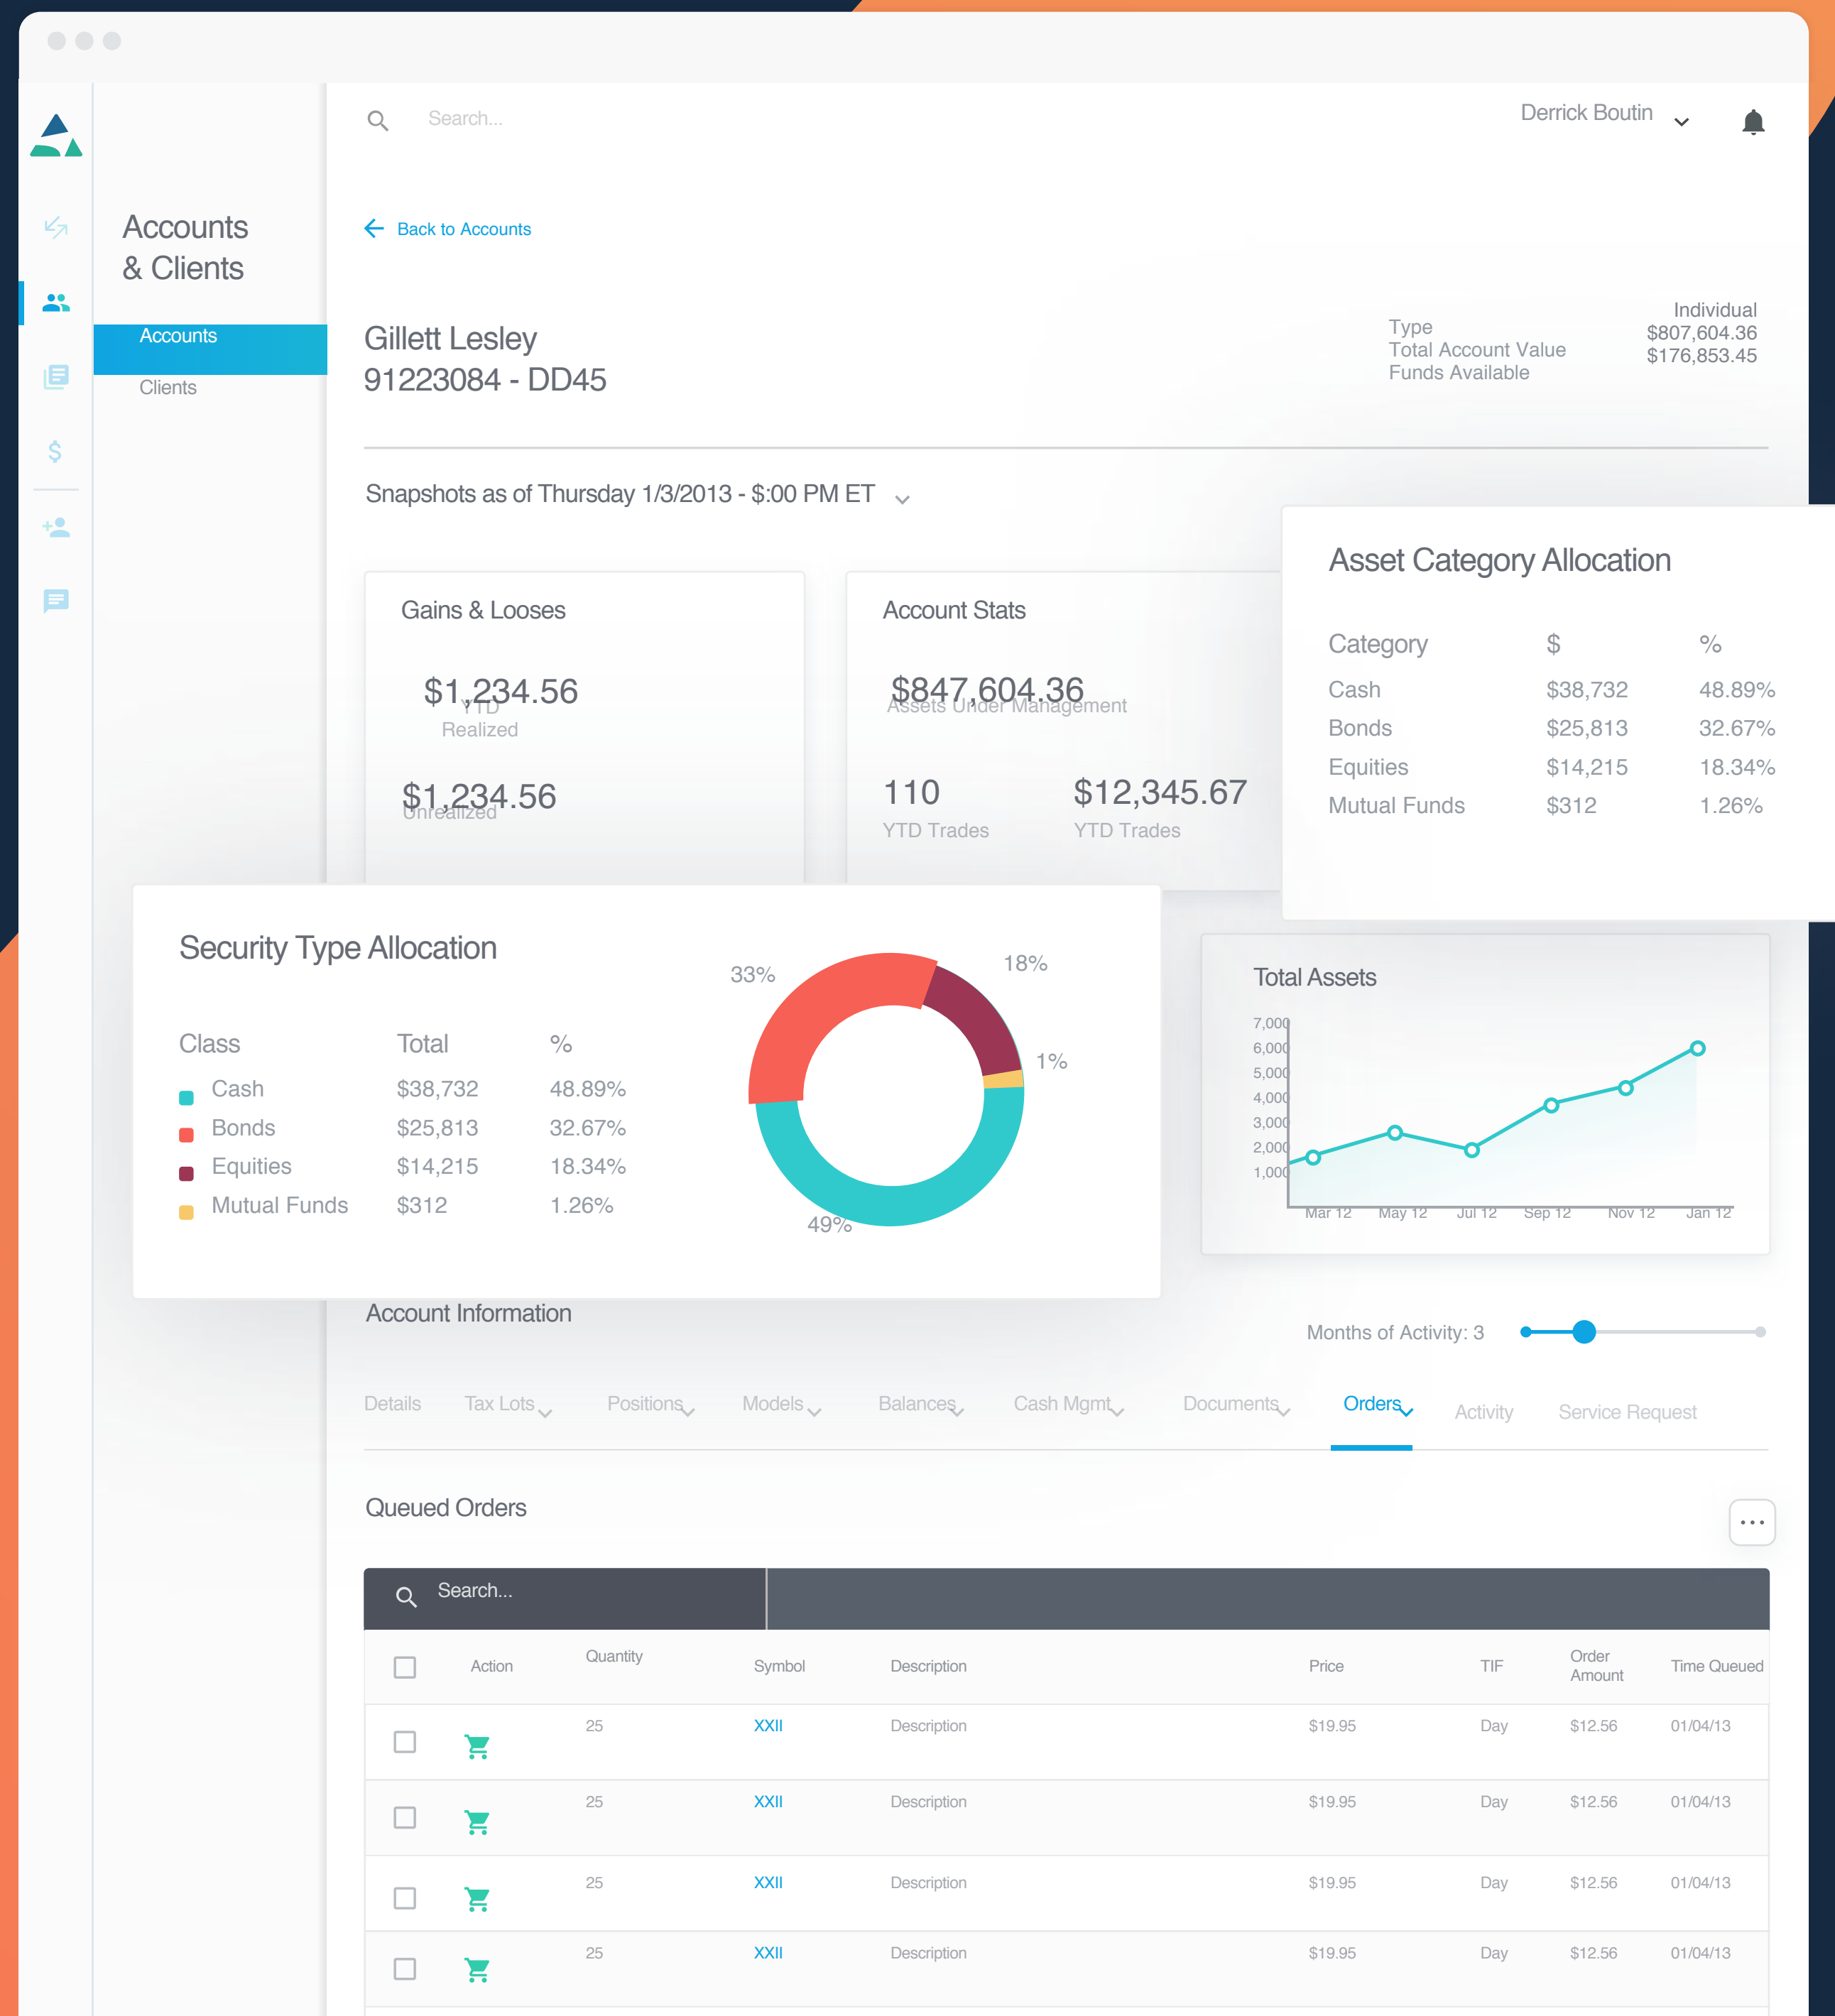 Search...
Derrick Boutin
Accounts
& Clients
Accounts
Clients
Back to Accounts
Gillett Lesley
91223084 - DD45
Type
Total Account Value
Funds Available
Individual
$807,604.36
$176,853.45
Snapshots as of Thursday 1/3/2013 - $:00 PM ET
Gains & Looses
$1,234.56
YTD
Realized
$1,234.56
Unrealized
Account Stats
$847,604.36
Assets Under Management
110
YTD Trades
$12,345.67
YTD Trades
Asset Category Allocation
Category $ %
Cash $38,732 48.89%
Bonds $25,813 32.67%
Equities $14,215 18.34%
Mutual Funds $312 1.26%
Security Type Allocation
Class Total %
Cash $38,732 48.89%
Bonds $25,813 32.67%
Equities $14,215 18.34%
Mutual Funds $312 1.26%
33%
18%
1%
49%
Total Assets
7,000
6,000
5,000
4,000
3,000
2,000
1,000
Mar 12 May 12 Jul 12 Sep 12 Nov 12 Jan 12
Account Information
Months of Activity: 3
Details Tax Lots Positions Models Balances Cash Mgmt Documents Orders Activity Service Request
Queued Orders
Search...
Action Quantity Symbol Description Price TIF Order Amount Time Queued
25 XXII Description $19.95 Day $12.56 01/04/13
25 XXII Description $19.95 Day $12.56 01/04/13
25 XXII Description $19.95 Day $12.56 01/04/13
25 XXII Description $19.95 Day $12.56 01/04/13